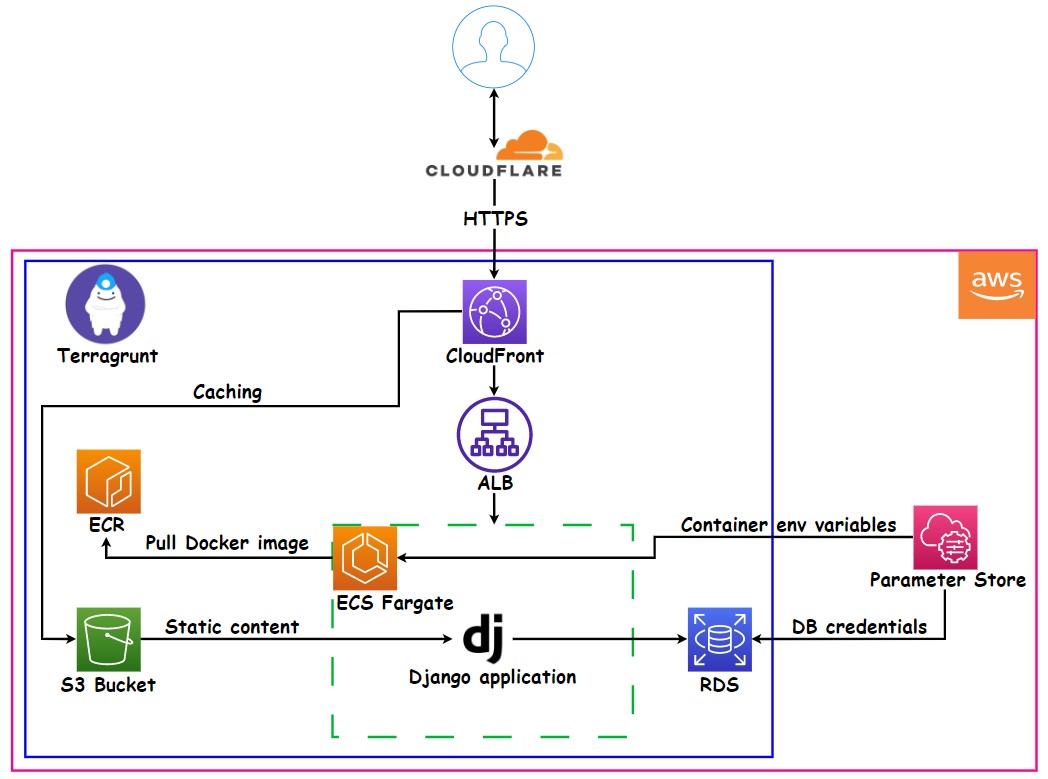 CLOUDFLARE
HTTPS
aws
Terragrunt
CloudFront
Caching
ALB
ECR
Pull Docker image
Container env variables
ECS Fargate
Parameter Store
Static content
dj
DB credentials
Django application
S3 Bucket
RDS